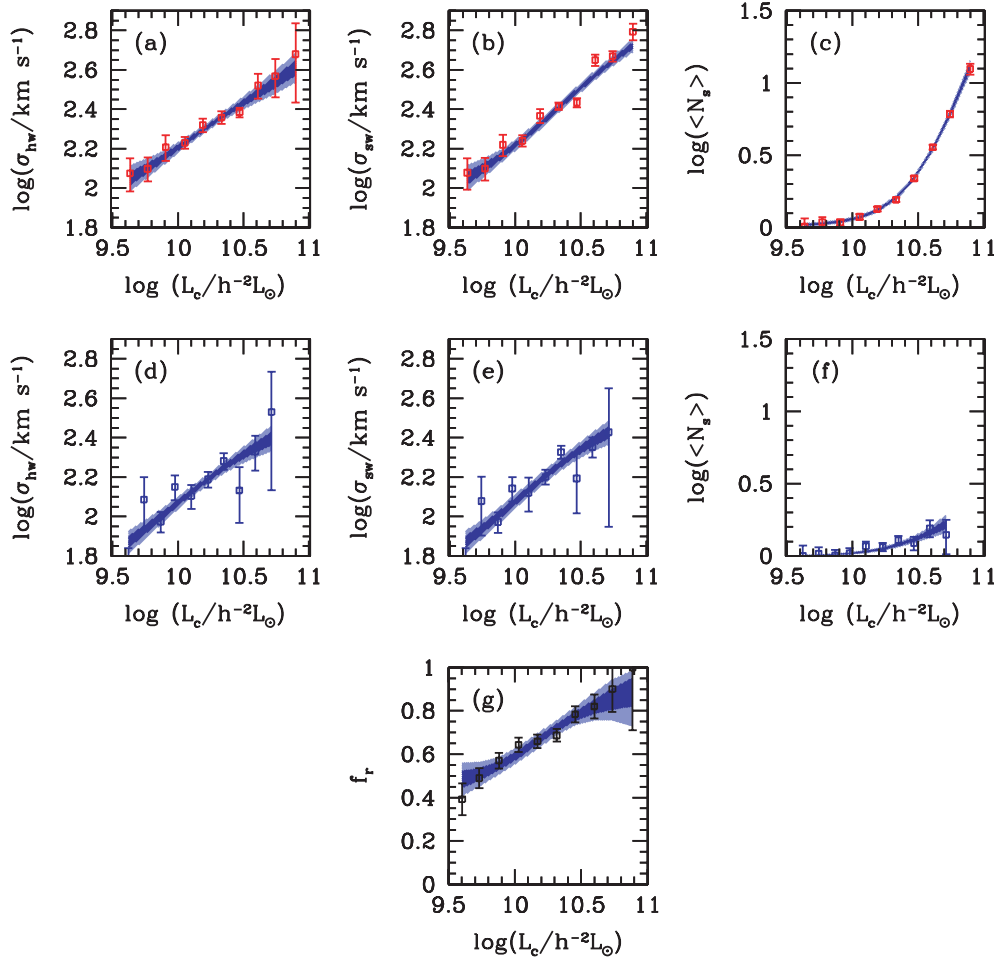 (a)
log(σhw/km s⁻¹)
2.8
2.6
2.4
2.2
2
1.8
9.5 10 10.5 11
log (Lc/h⁻²L⊙)
(b)
log(σsw/km s⁻¹)
2.8
2.6
2.4
2.2
2
1.8
9.5 10 10.5 11
log (Lc/h⁻²L⊙)
(c)
log(<Ns>)
1.5
1
0.5
0
9.5 10 10.5 11
log (Lc/h⁻²L⊙)
(d)
log(σhw/km s⁻¹)
2.8
2.6
2.4
2.2
2
1.8
9.5 10 10.5 11
log (Lc/h⁻²L⊙)
(e)
log(σsw/km s⁻¹)
2.8
2.6
2.4
2.2
2
1.8
9.5 10 10.5 11
log (Lc/h⁻²L⊙)
(f)
log(<Ns>)
1.5
1
0.5
0
9.5 10 10.5 11
log (Lc/h⁻²L⊙)
(g)
fr
1
0.8
0.6
0.4
0.2
0
9.5 10 10.5 11
log(Lc/h⁻²L⊙)